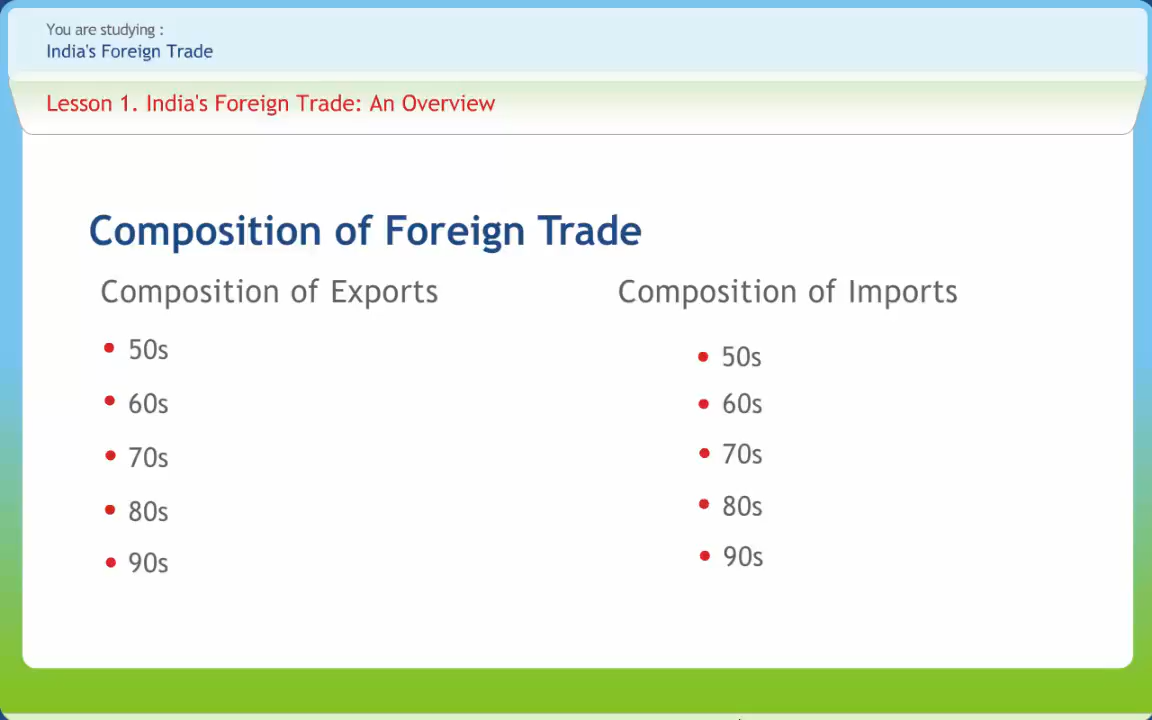 You are studying :
India's Foreign Trade
Lesson 1. India's Foreign Trade: An Overview
Composition of Foreign Trade
Composition of Exports
• 50s
• 60s
• 70s
• 80s
• 90s
Composition of Imports
• 50s
• 60s
• 70s
• 80s
• 90s